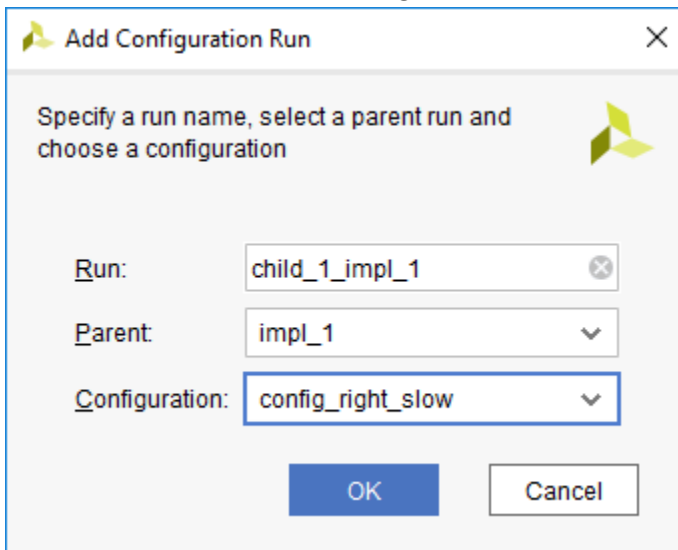 Add Configuration Run
Specify a run name, select a parent run and
choose a configuration
Run: child_1_impl_1
Parent: impl_1
Configuration: config_right_slow
OK Cancel